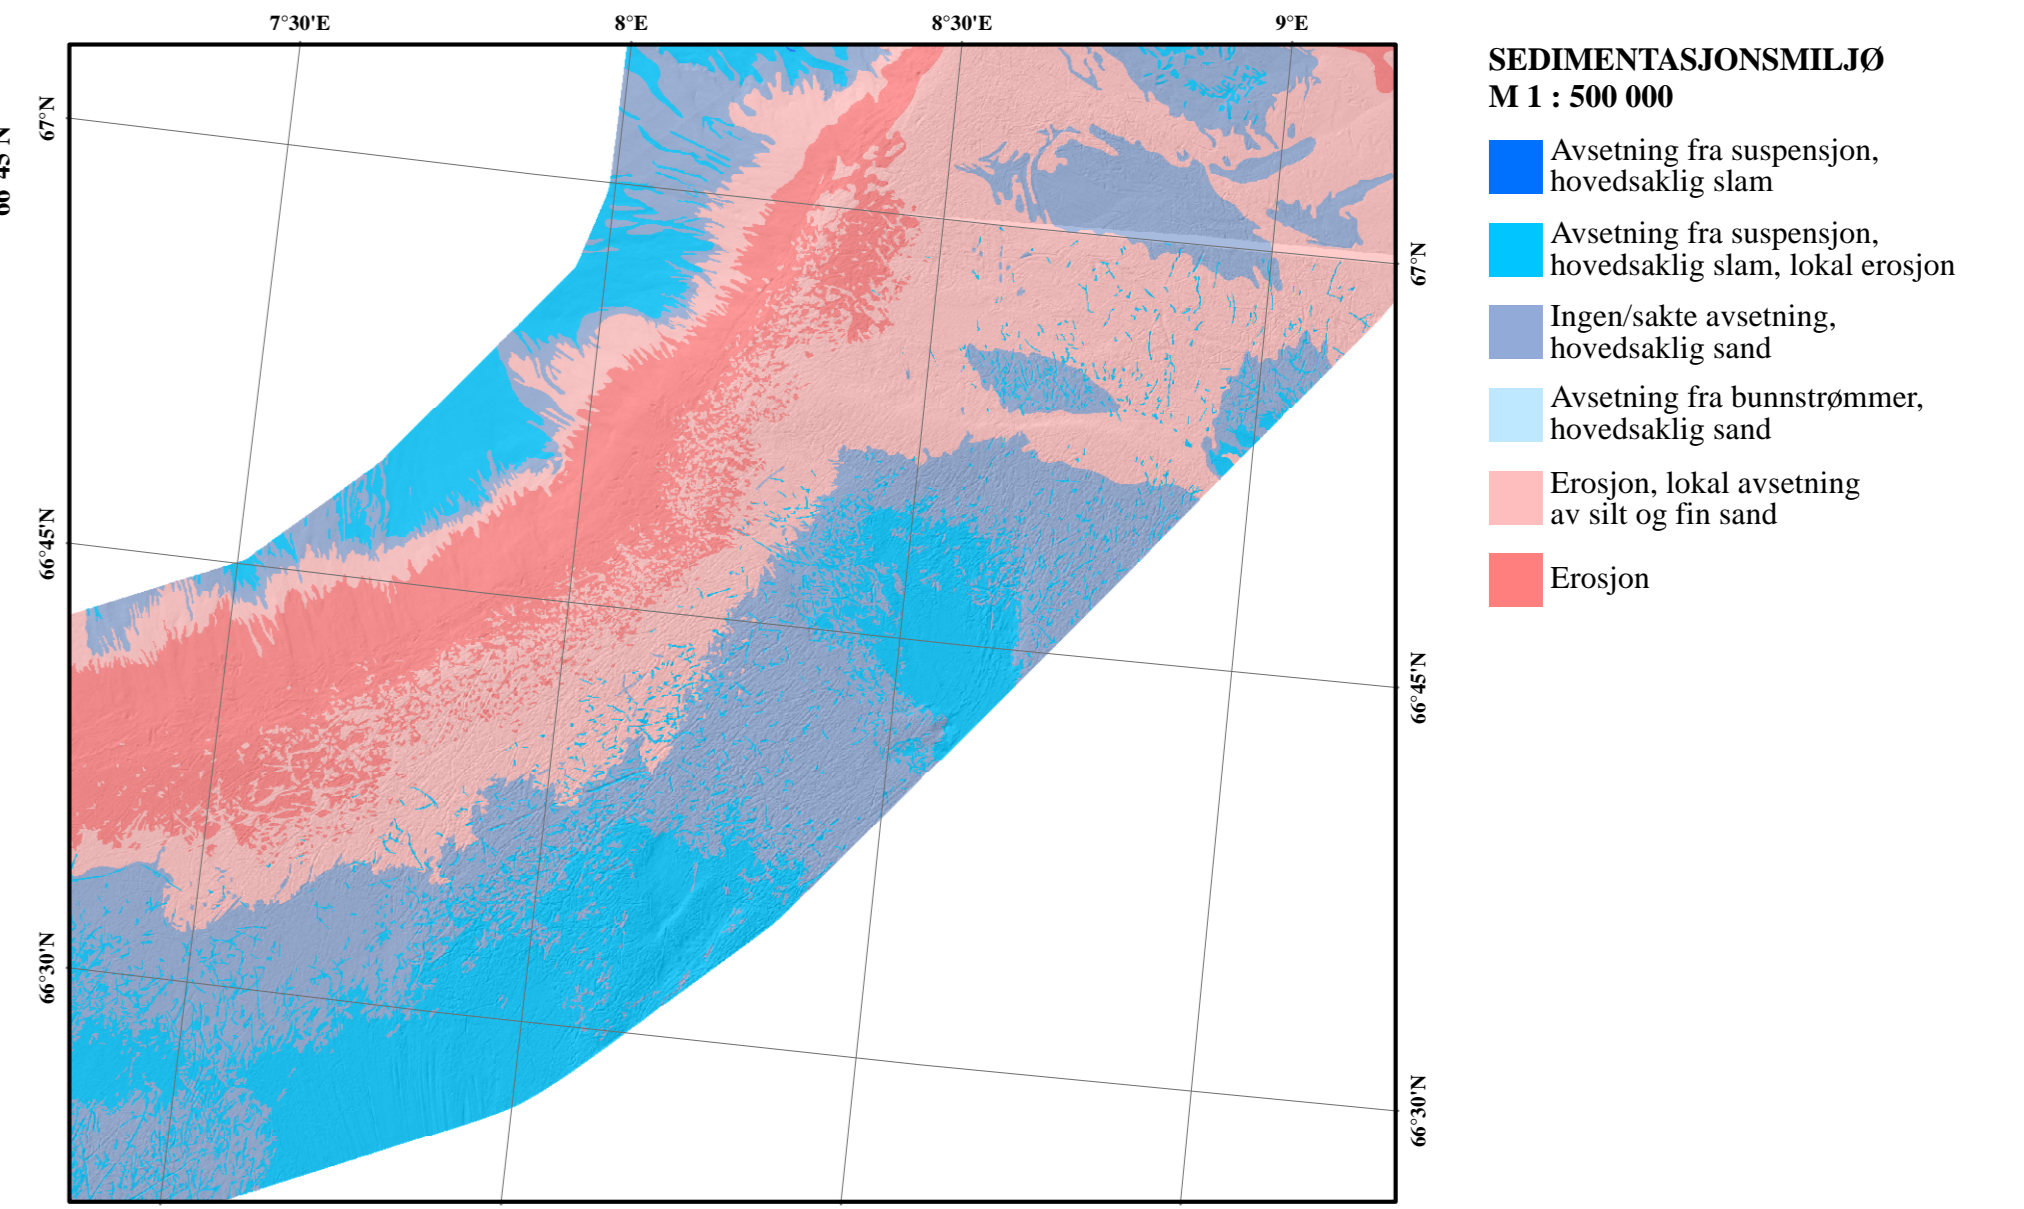 7°30'E 8°E 8°30'E 9°E
67°N
66°45'N
66°30'N
67°N
66°45'N
66°30'N
SEDIMENTASJONSMILJØ
M 1 : 500 000
Avsetning fra suspensjon,
hovedsaklig slam
Avsetning fra suspensjon,
hovedsaklig slam, lokal erosjon
Ingen/sakte avsetning,
hovedsaklig sand
Avsetning fra bunnstrømmer,
hovedsaklig sand
Erosjon, lokal avsetning
av silt og fin sand
Erosjon